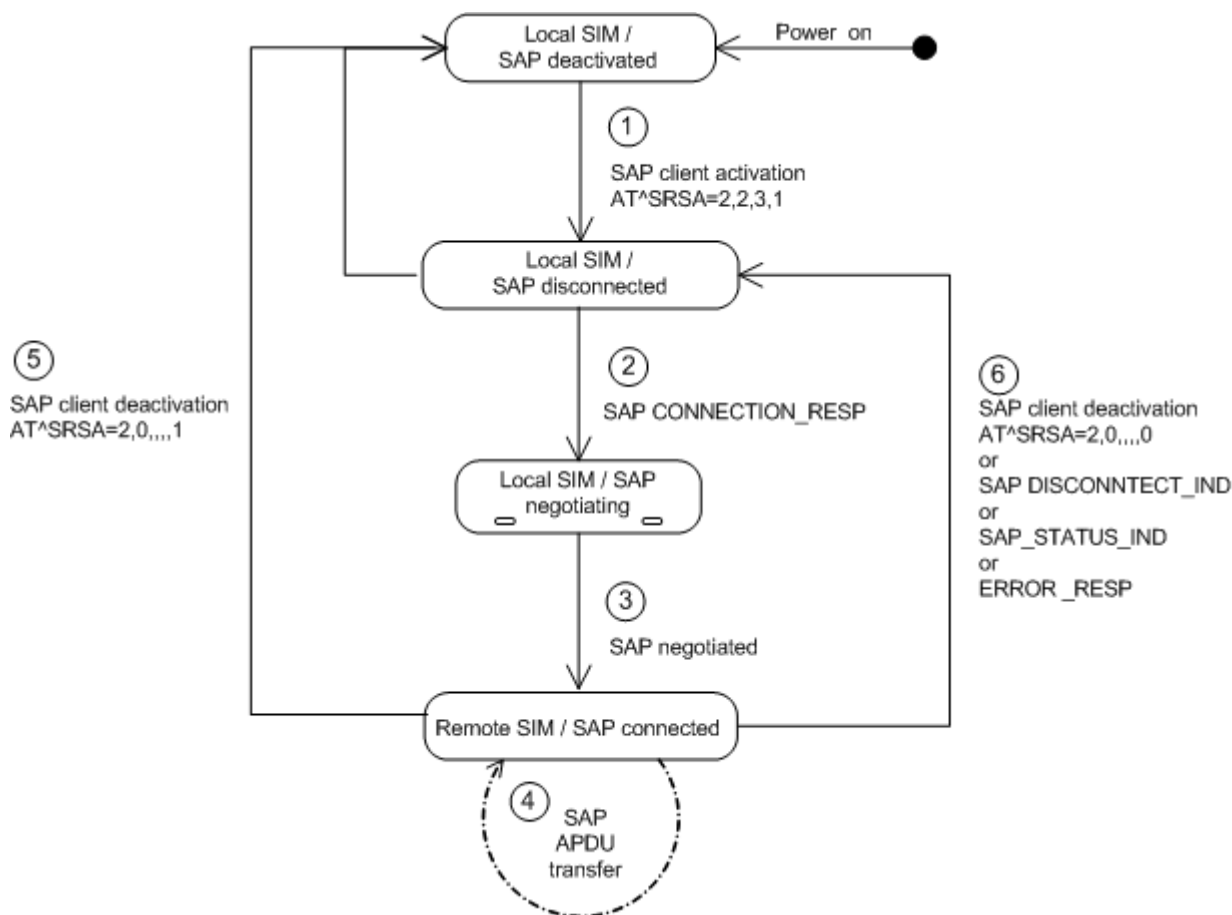 Local SIM /
SAP deactivated
Power on
1
SAP client activation
AT^SRSA=2,2,3,1
Local SIM /
SAP disconnected
5
SAP client deactivation
AT^SRSA=2,0,,,,1
2
SAP CONNECTION_RESP
6
SAP client deactivation
AT^SRSA=2,0,,,,0
or
SAP DISCONNTECT_IND
or
SAP_STATUS_IND
or
ERROR _RESP
Local SIM / SAP
negotiating
3
SAP negotiated
Remote SIM / SAP connected
4
SAP
APDU
transfer